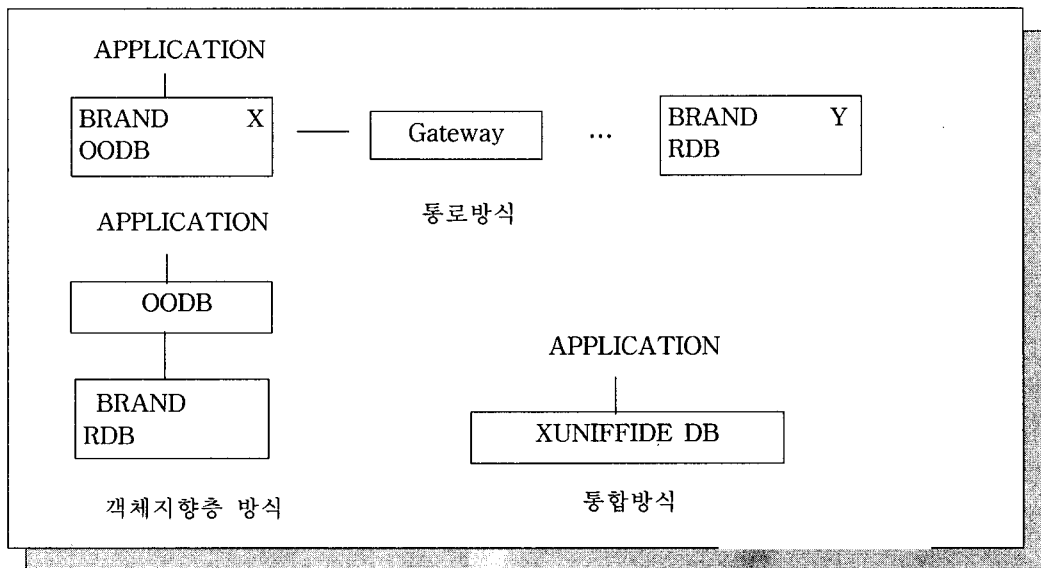 APPLICATION
BRAND X
OODB
Gateway
...
BRAND Y
RDB
통로방식
APPLICATION
OODB
BRAND
RDB
객체지향층 방식
APPLICATION
XUNIFFIDE DB
통합방식